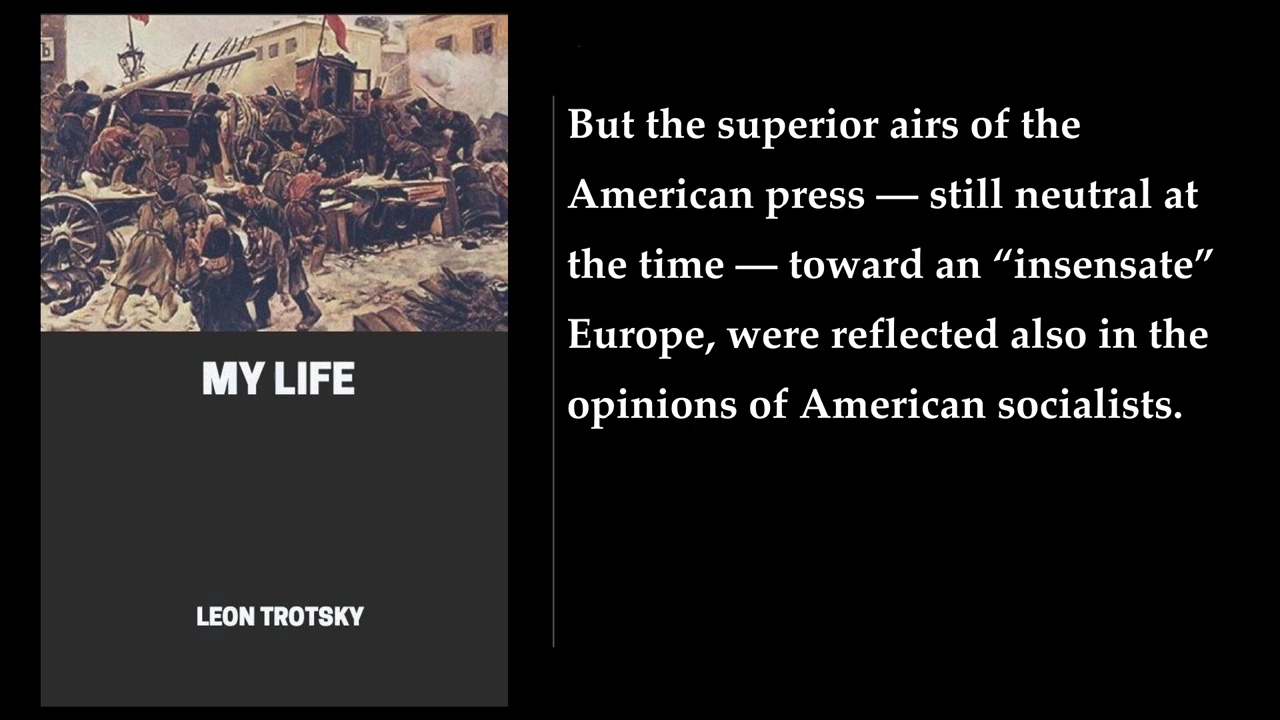 MY LIFE
LEON TROTSKY
But the superior airs of the
American press — still neutral at
the time — toward an “insensate”
Europe, were reflected also in the
opinions of American socialists.